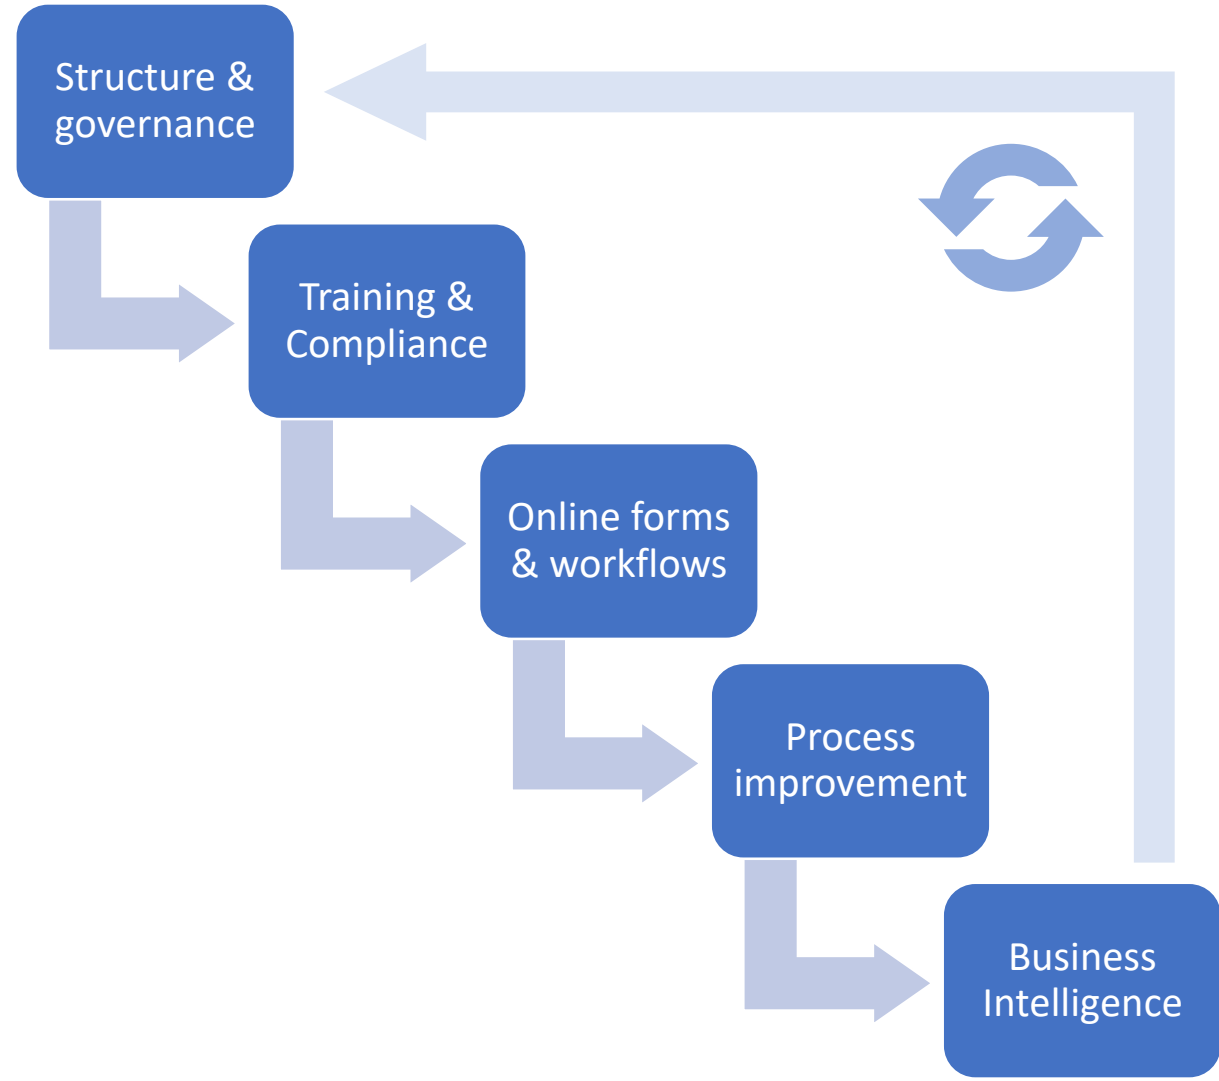 Structure &
governance
Training &
Compliance
Online forms
& workflows
Process
improvement
Business
Intelligence